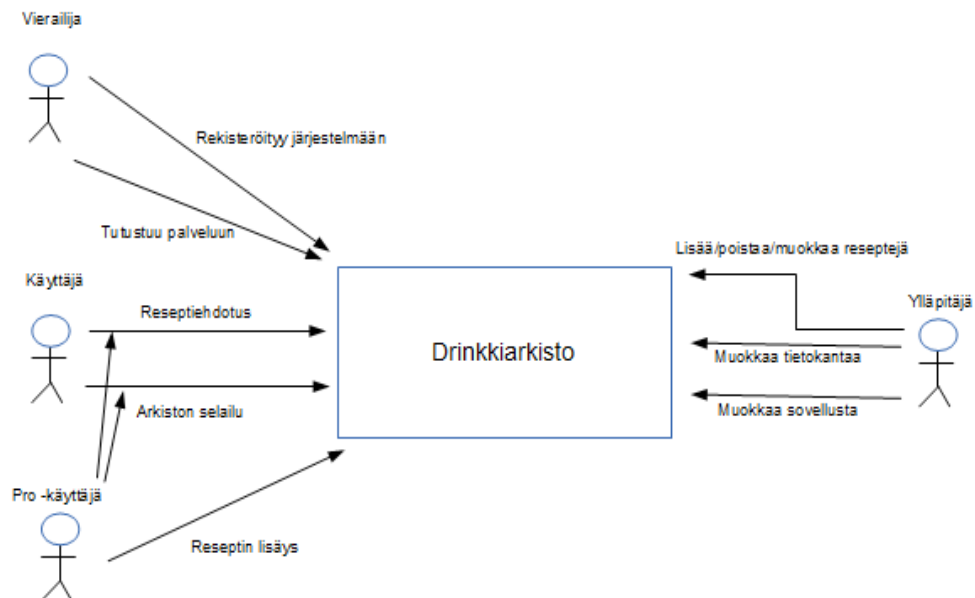 Vierailija
Rekisteröityy järjestelmään
Tutustuu palveluun
Käyttäjä
Reseptiehdotus
Arkiston selailu
Pro -käyttäjä
Reseptin lisäys
Drinkkiarkisto
Lisää/poistaa/muokkaa reseptejä
Ylläpitäjä
Muokkaa tietokantaa
Muokkaa sovellusta